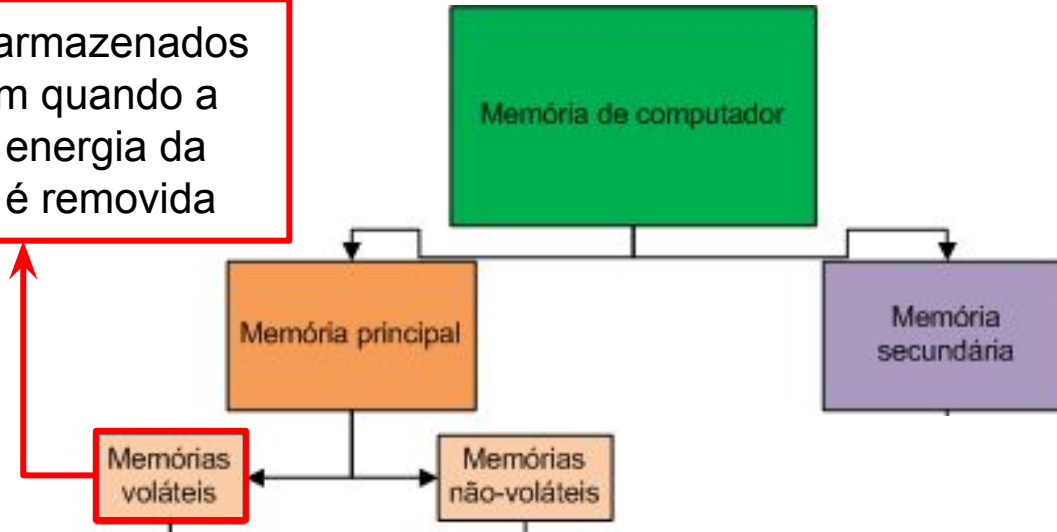 armazenados
m quando a
energia da
é removida
Memória de computador
Memória principal
Memória
secundária
Memórias
voláteis
Memórias
não-voláteis